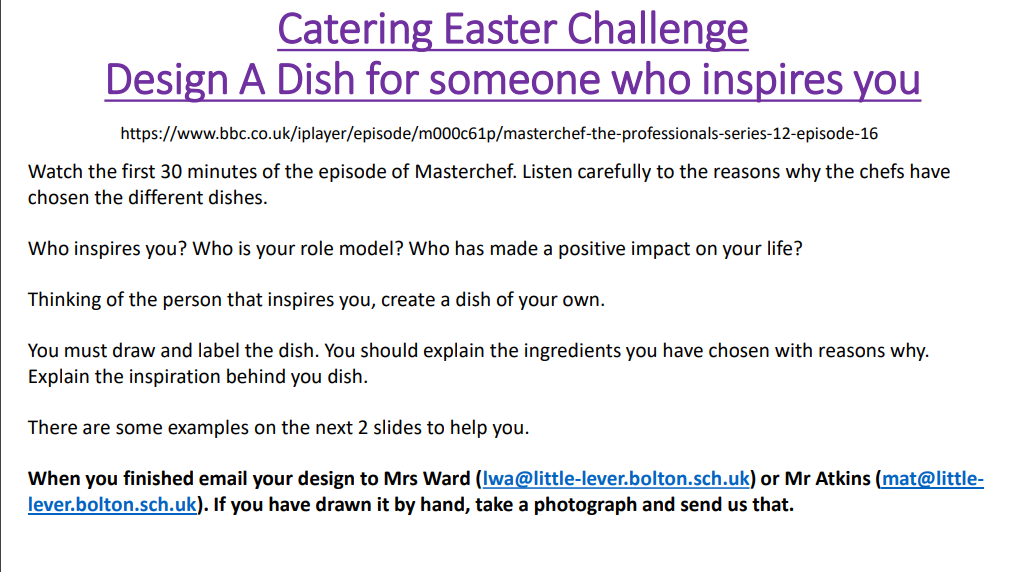 Catering Easter Challenge
Design A Dish for someone who inspires you
https://www.bbc.co.uk/iplayer/episode/m000c61p/masterchef-the-professionals-series-12-episode-16
Watch the first 30 minutes of the episode of Masterchef. Listen carefully to the reasons why the chefs have
chosen the different dishes.
Who inspires you? Who is your role model? Who has made a positive impact on your life?
Thinking of the person that inspires you, create a dish of your own.
You must draw and label the dish. You should explain the ingredients you have chosen with reasons why.
Explain the inspiration behind you dish.
There are some examples on the next 2 slides to help you.
When you finished email your design to Mrs Ward (lwa@little-lever.bolton.sch.uk) or Mr Atkins (mat@little-
lever.bolton.sch.uk). If you have drawn it by hand, take a photograph and send us that.